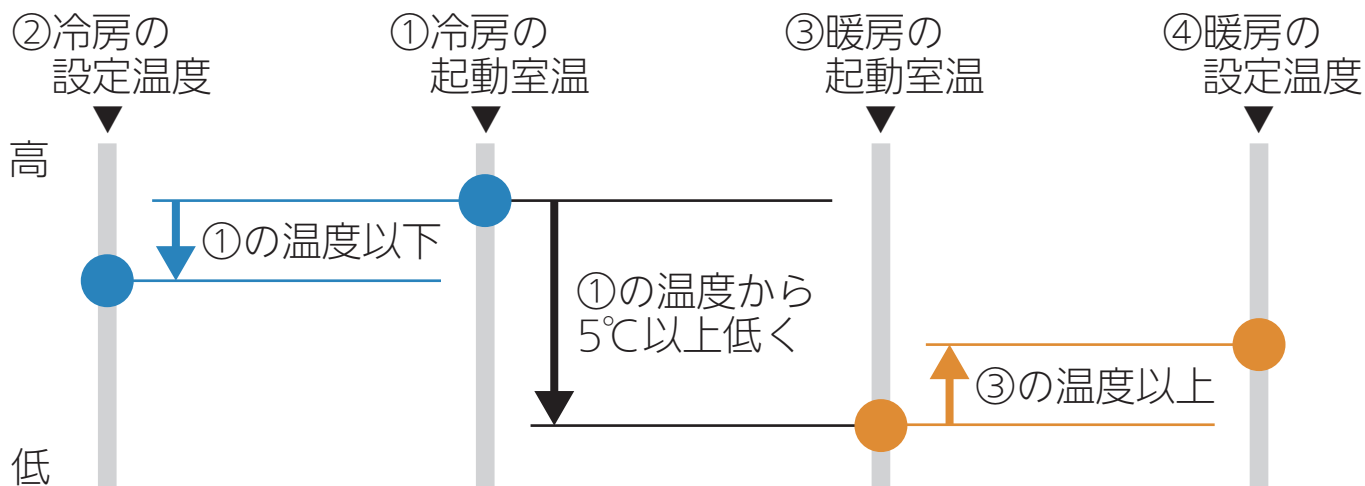 ②冷房の
設定温度
①冷房の
起動室温
③暖房の
起動室温
④暖房の
設定温度
高
①の温度以下
①の温度から
5℃以上低く
③の温度以上
低